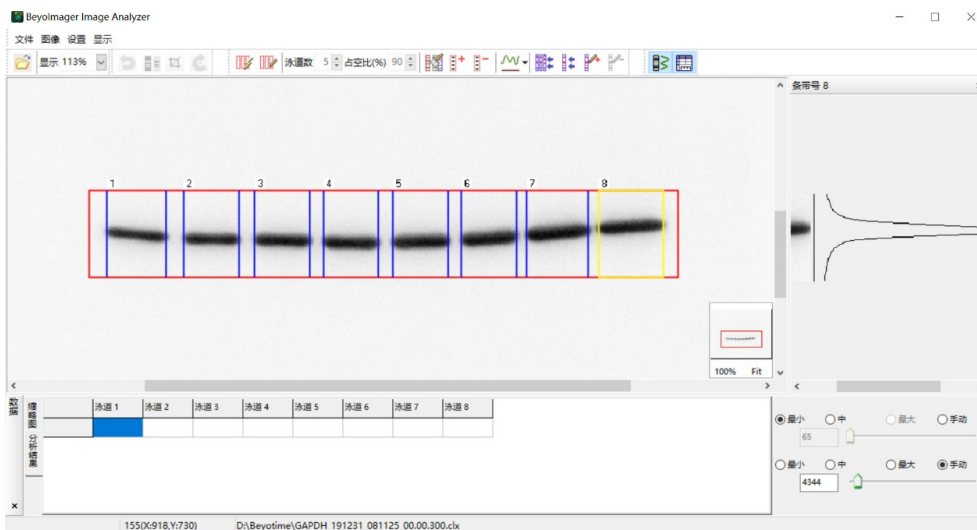 BeyoImager Image Analyzer
文件 图像 设置 显示
显示 113% 泳道数 5 占空比(%) 90
条带号 8
1 2 3 4 5 6 7 8
100% Fit
数据
缩略图 分析结果
泳道 1 泳道 2 泳道 3 泳道 4 泳道 5 泳道 6 泳道 7 泳道 8
最小 中 最大 手动
65
最小 中 最大 手动
4344
155(X:918,Y:730) D:\Beyotime\GAPDH_191231_081125_00.00.300.clx